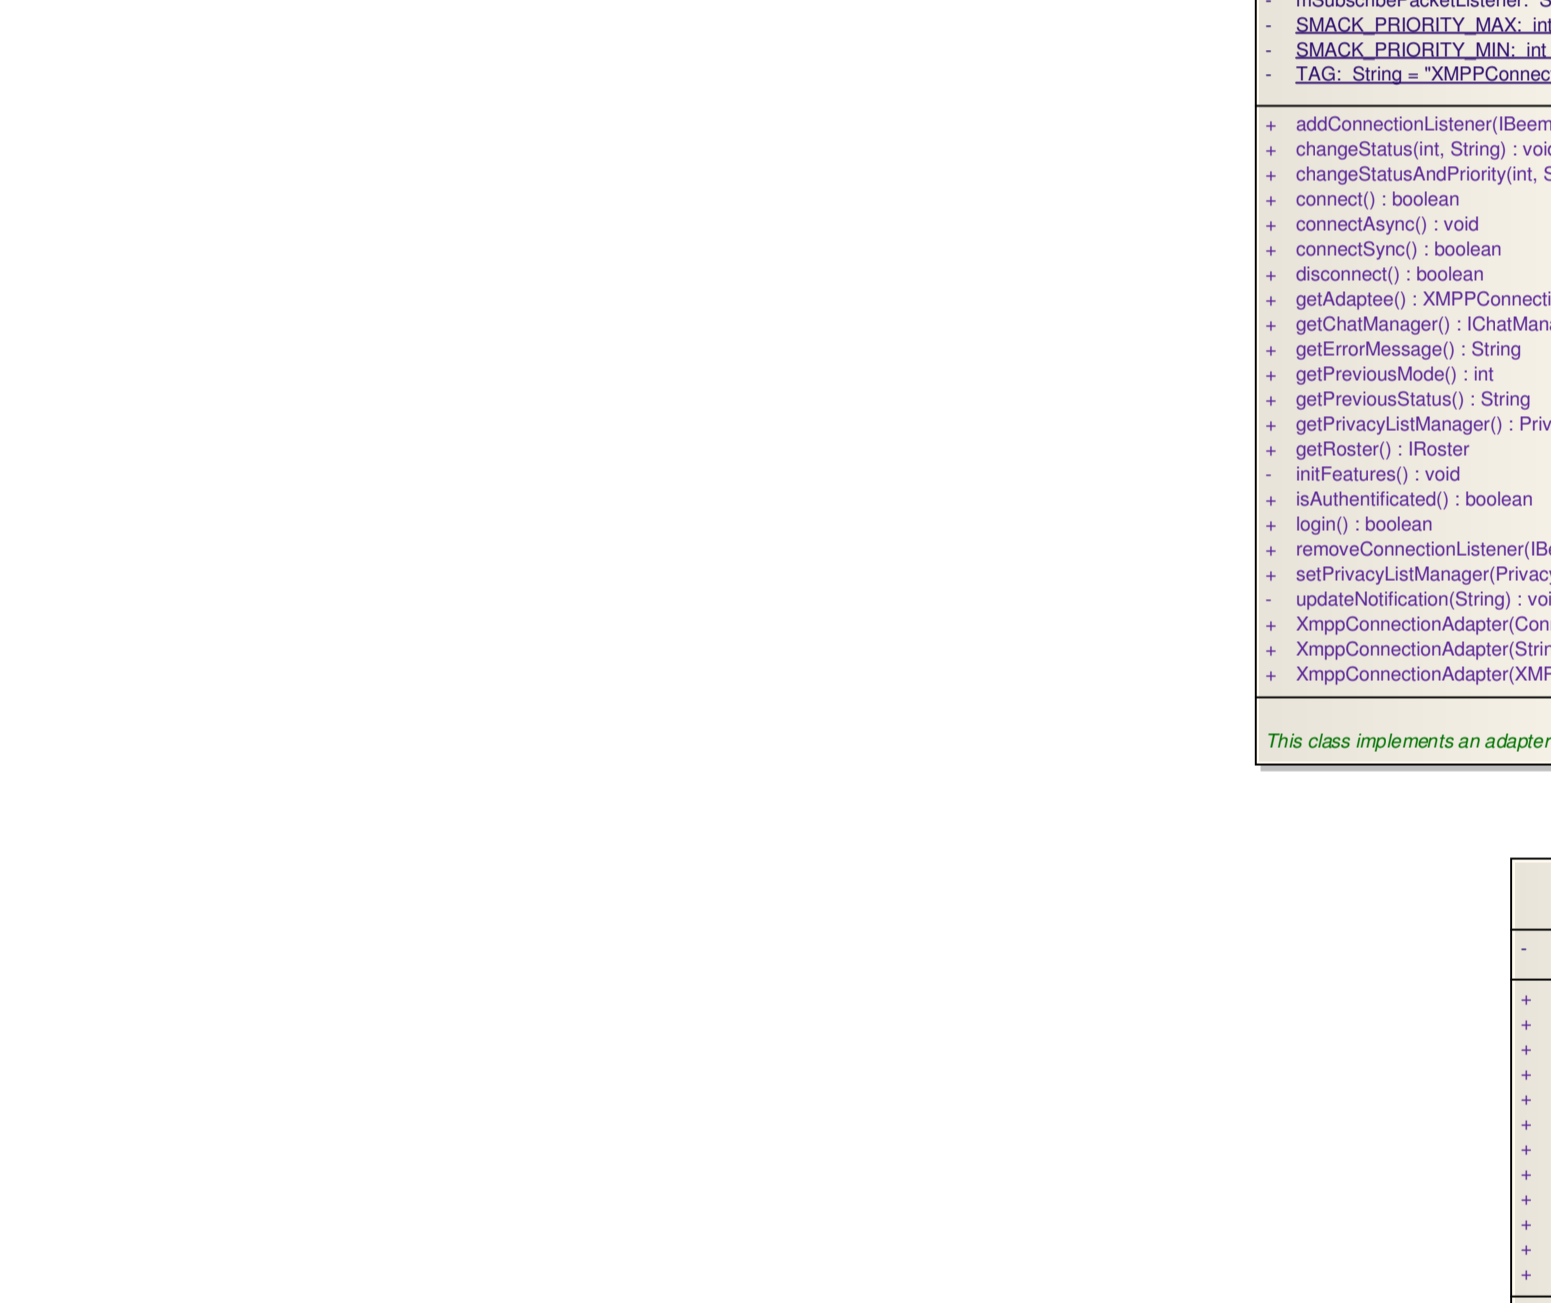 - mSubscribePacketListener:
- SMACK_PRIORITY_MAX: int
- SMACK_PRIORITY_MIN: int
- TAG: String = "XMPPConnec
+ addConnectionListener(IBeem
+ changeStatus(int, String) : voi
+ changeStatusAndPriority(int, S
+ connect() : boolean
+ connectAsync() : void
+ connectSync() : boolean
+ disconnect() : boolean
+ getAdaptee() : XMPPConnecti
+ getChatManager() : IChatMan
+ getErrorMessage() : String
+ getPreviousMode() : int
+ getPreviousStatus() : String
+ getPrivacyListManager() : Priv
+ getRoster() : IRoster
- initFeatures() : void
+ isAuthentificated() : boolean
+ login() : boolean
+ removeConnectionListener(IBe
+ setPrivacyListManager(Privacy
- updateNotification(String) : voi
+ XmppConnectionAdapter(Con
+ XmppConnectionAdapter(Strin
+ XmppConnectionAdapter(XMP
This class implements an adapter
-
+
+
+
+
+
+
+
+
+
+
+
+